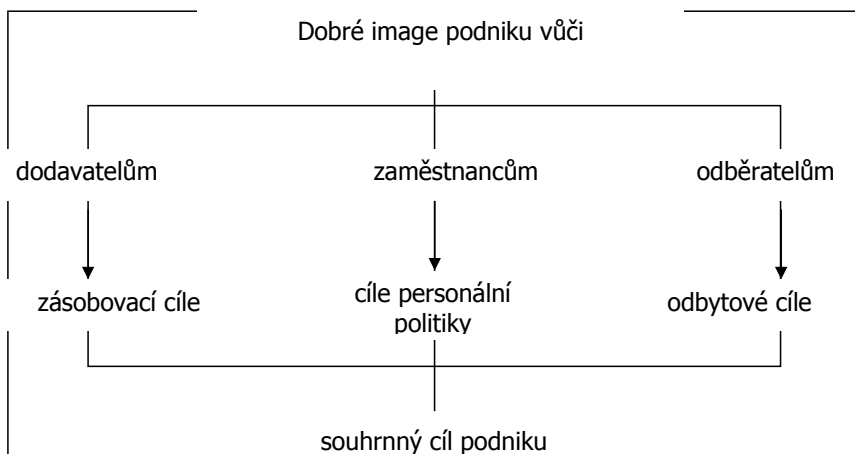 Dobré image podniku vůči
dodavatelům
zaměstnancům
odběratelům
zásobovací cíle
cíle personální
politiky
odbytové cíle
souhrnný cíl podniku